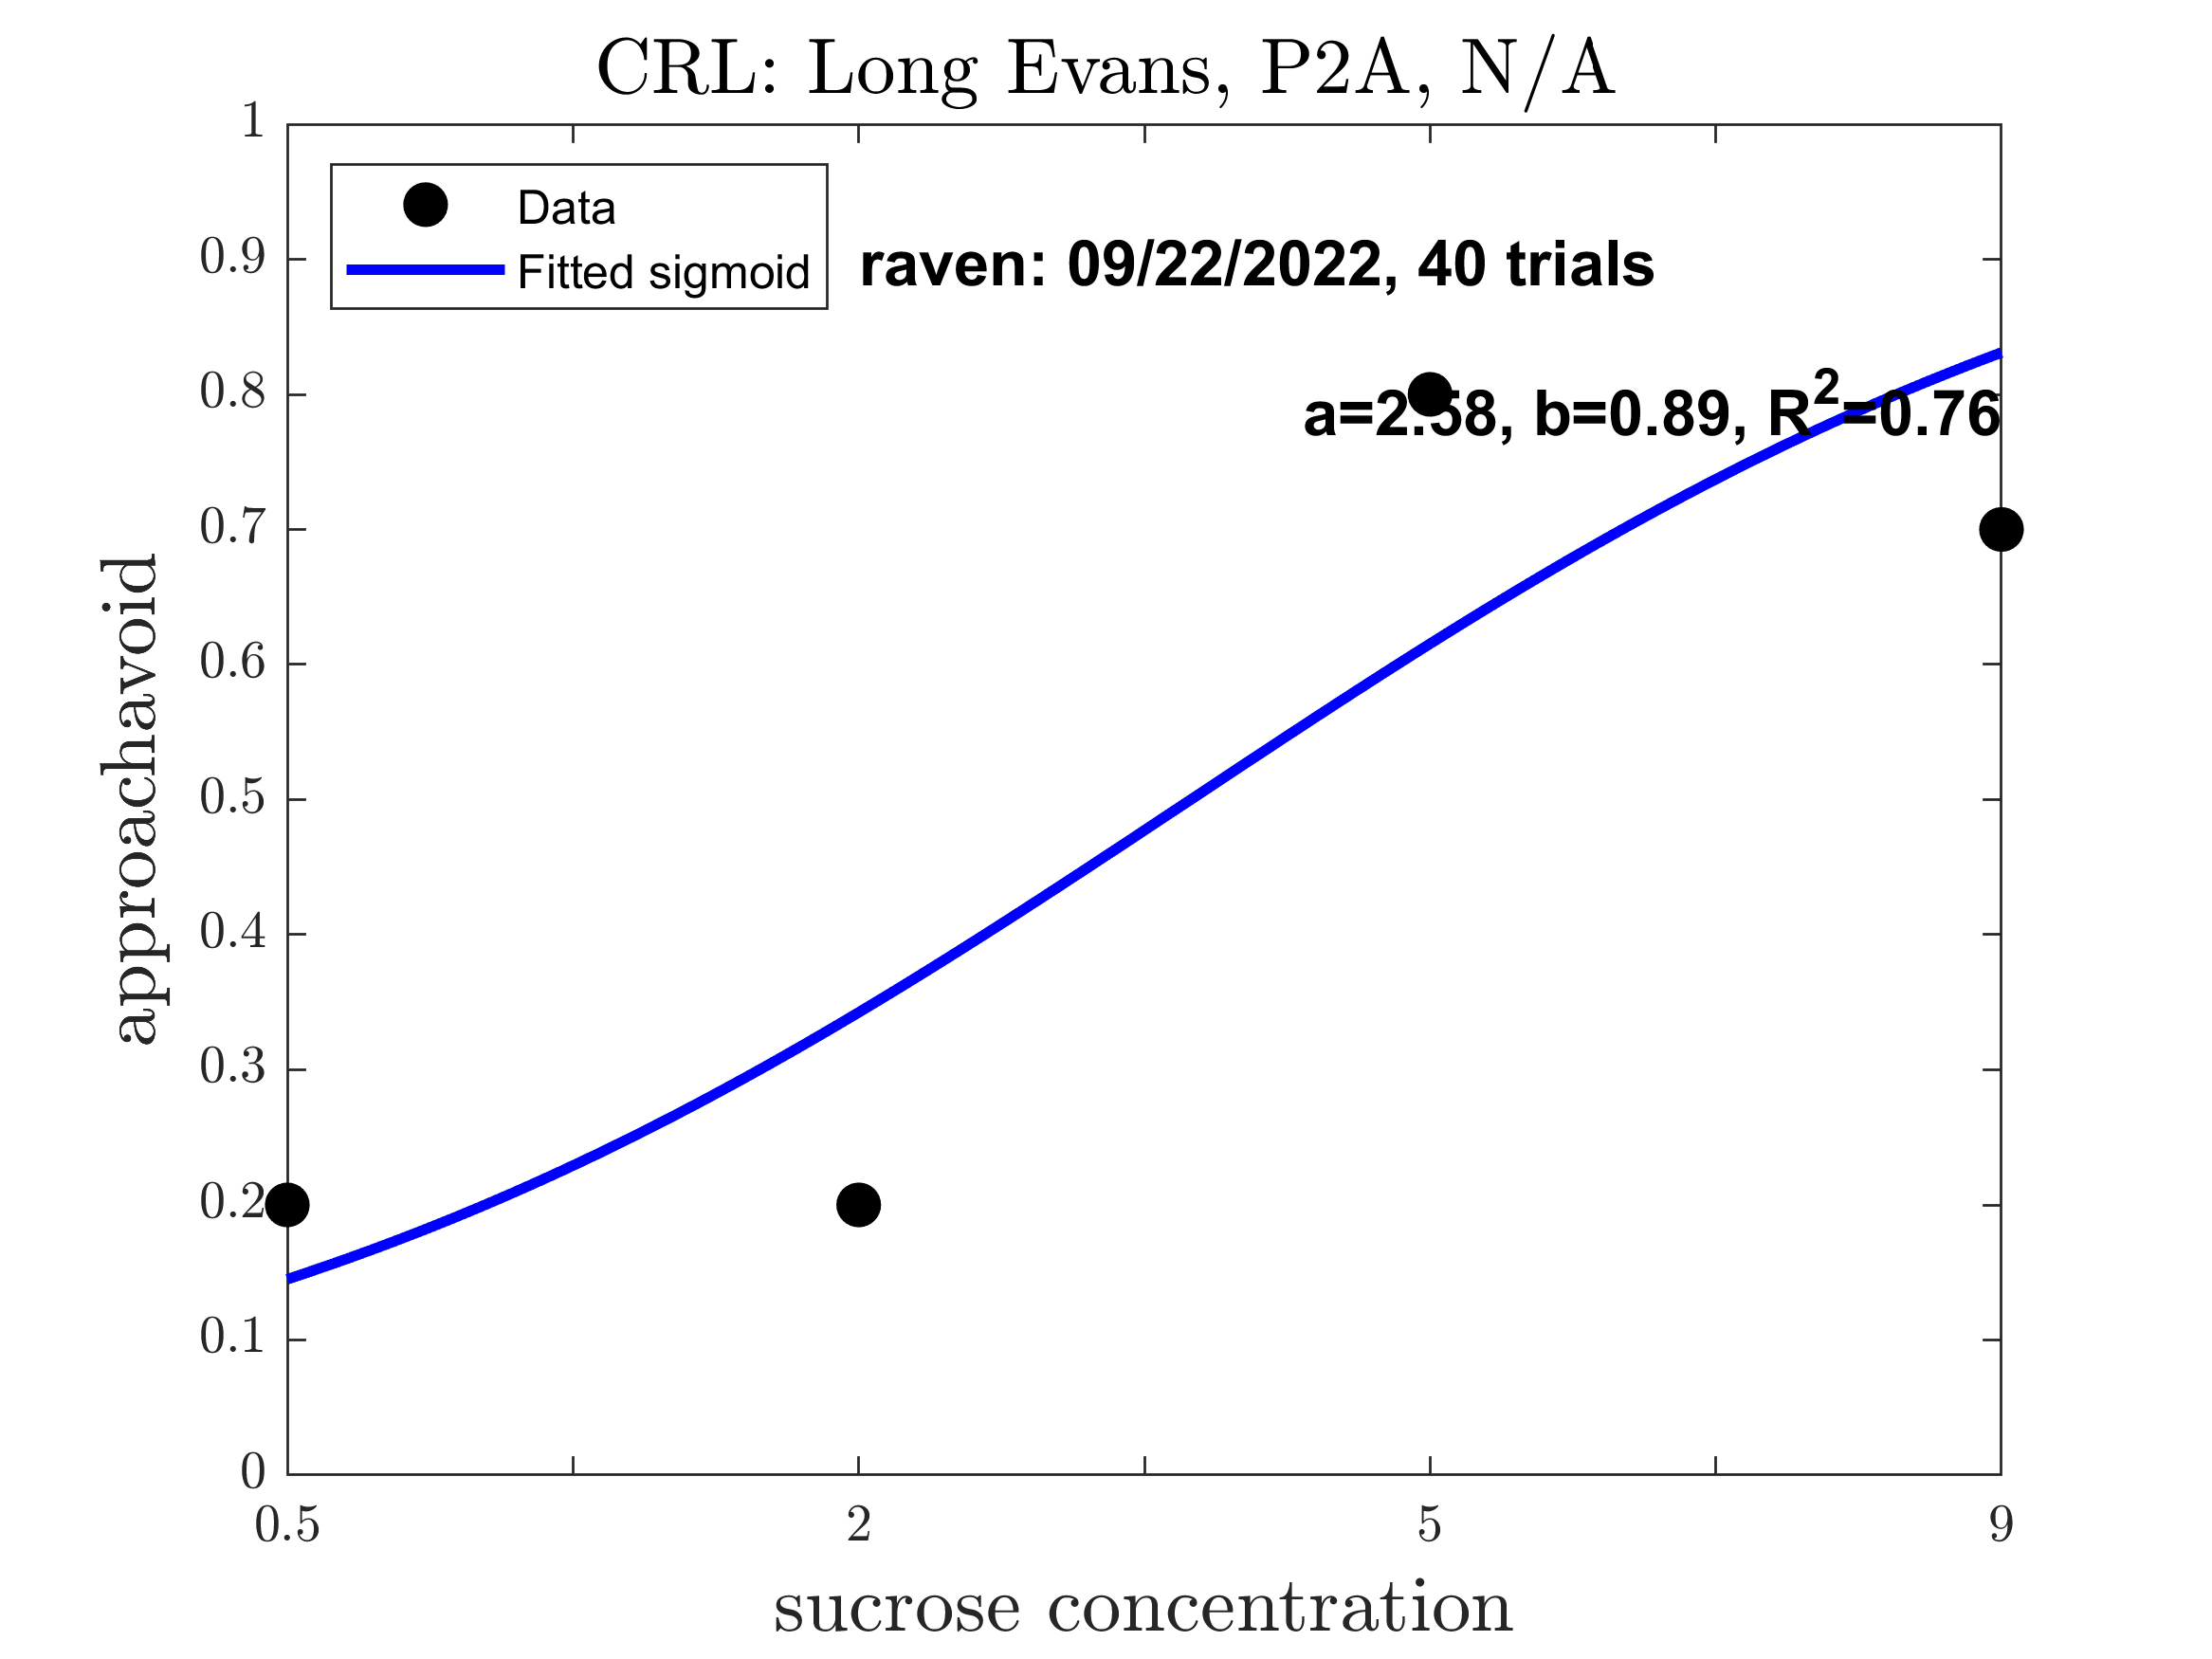 CRL: Long Evans, P2A, N/A
Data
Fitted sigmoid
raven: 09/22/2022, 40 trials
a=2.58, b=0.89, R²=0.76
approachavoid
1
0.9
0.8
0.7
0.6
0.5
0.4
0.3
0.2
0.1
0
0.5 2 5 9
sucrose concentration